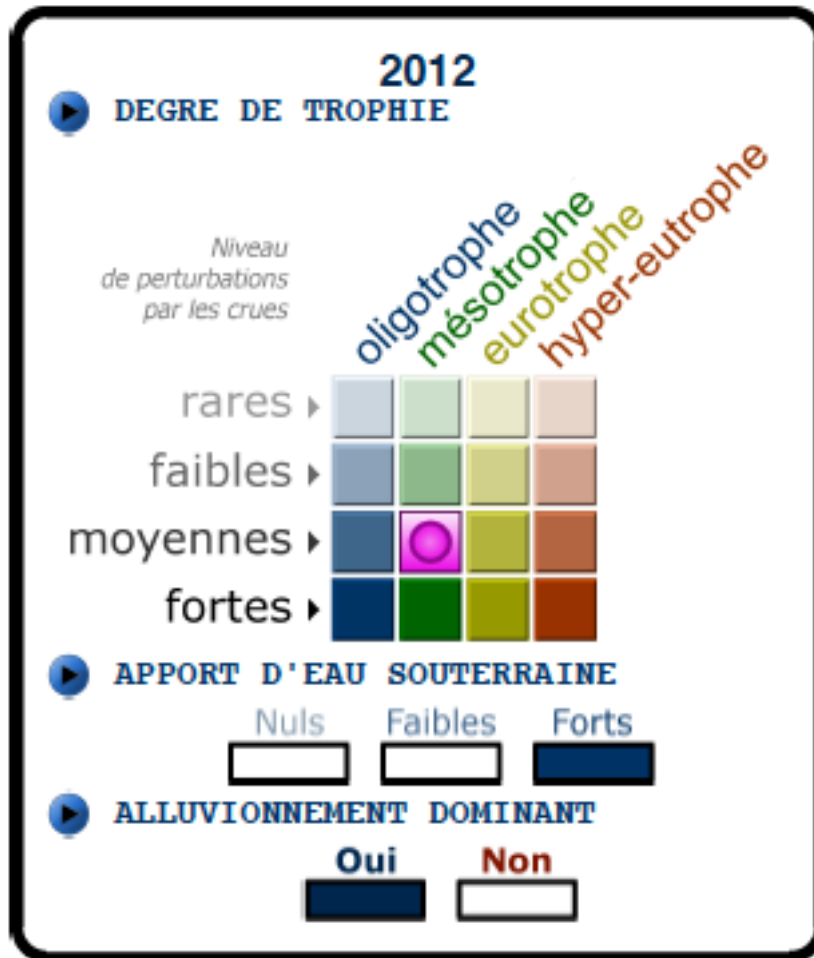 2012
DEGRE DE TROPHIE
Niveau
de perturbations
par les crues
oligotrophe
mésotrophe
eurotrophe
hyper-eutrophe
rares
faibles
moyennes
fortes
APPORT D'EAU SOUTERRAINE
Nuls Faibles Forts
ALLUVIONNEMENT DOMINANT
Oui Non